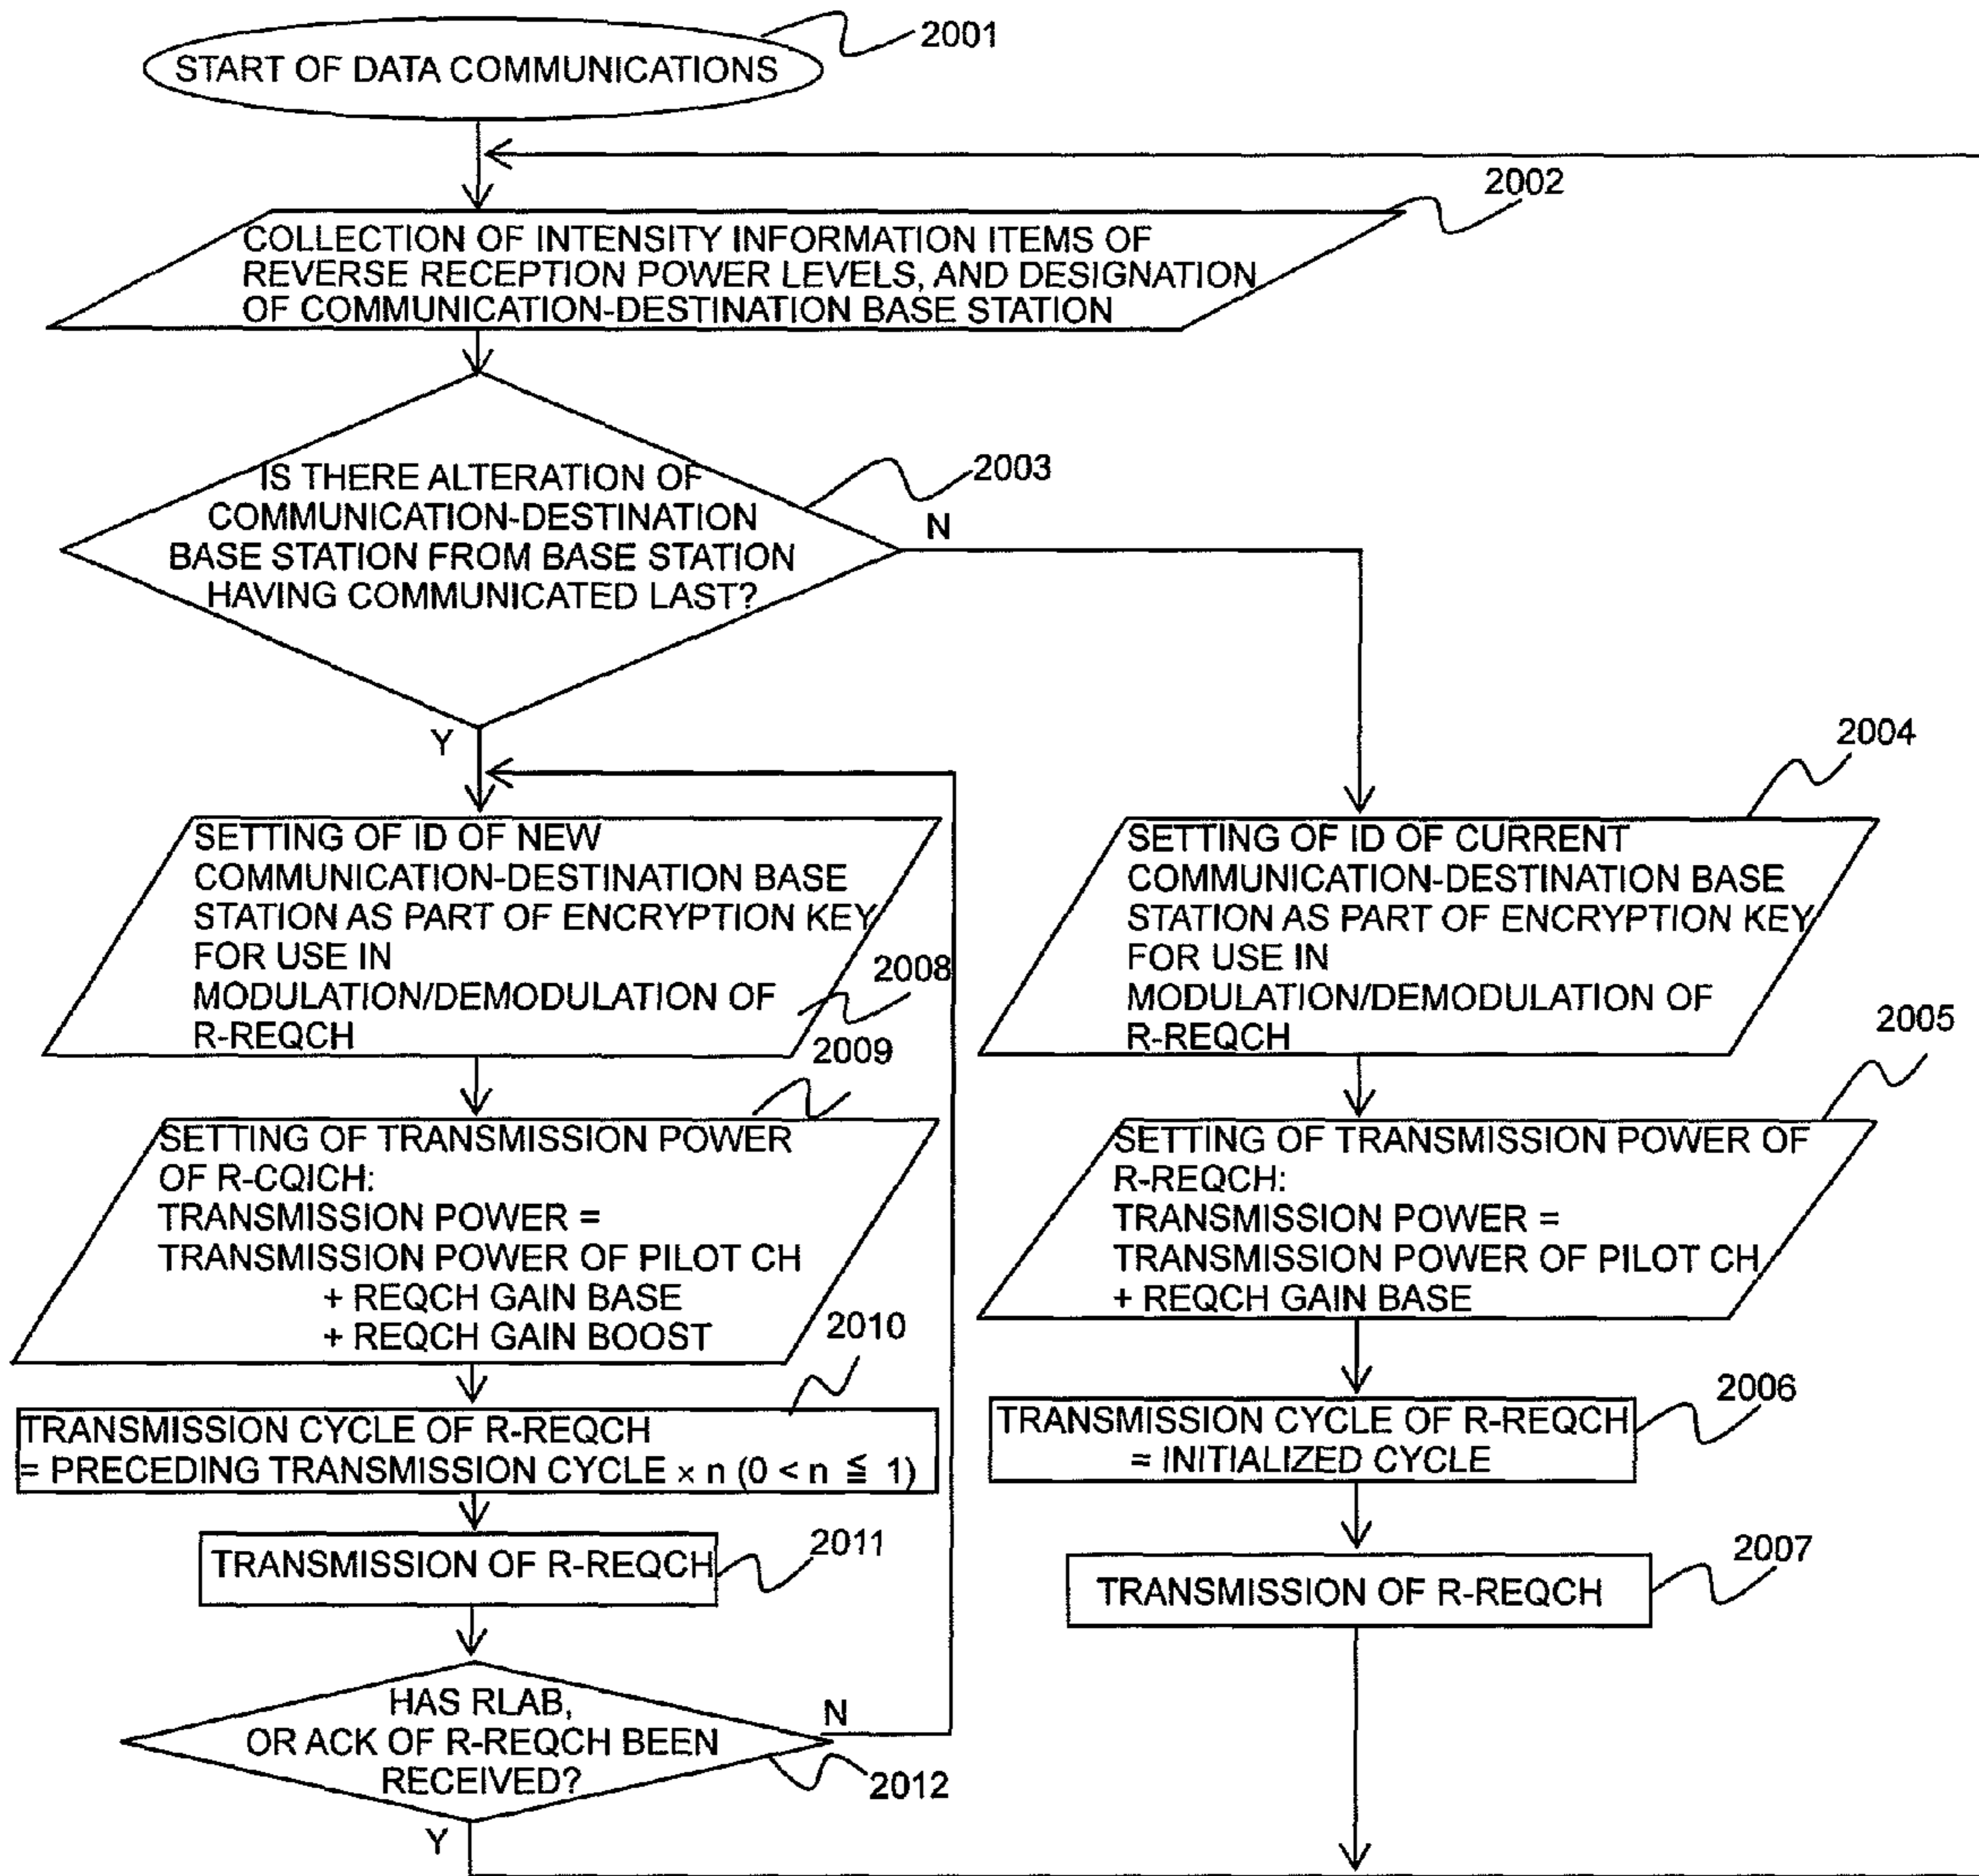 START OF DATA COMMUNICATIONS
2001
2002
COLLECTION OF INTENSITY INFORMATION ITEMS OF
REVERSE RECEPTION POWER LEVELS, AND DESIGNATION
OF COMMUNICATION-DESTINATION BASE STATION
IS THERE ALTERATION OF
COMMUNICATION-DESTINATION
BASE STATION FROM BASE STATION
HAVING COMMUNICATED LAST?
2003
N
Y
SETTING OF ID OF NEW
COMMUNICATION-DESTINATION BASE
STATION AS PART OF ENCRYPTION KEY
FOR USE IN
MODULATION/DEMODULATION OF
R-REQCH
2008
2009
SETTING OF TRANSMISSION POWER
OF R-CQICH:
TRANSMISSION POWER =
TRANSMISSION POWER OF PILOT CH
+ REQCH GAIN BASE
+ REQCH GAIN BOOST
2010
TRANSMISSION CYCLE OF R-REQCH
= PRECEDING TRANSMISSION CYCLE × n (0 < n ≦ 1)
TRANSMISSION OF R-REQCH
2011
HAS RLAB,
OR ACK OF R-REQCH BEEN
RECEIVED?
N
2012
Y
2004
SETTING OF ID OF CURRENT
COMMUNICATION-DESTINATION BASE
STATION AS PART OF ENCRYPTION KEY
FOR USE IN
MODULATION/DEMODULATION OF
R-REQCH
2005
SETTING OF TRANSMISSION POWER OF
R-REQCH:
TRANSMISSION POWER =
TRANSMISSION POWER OF PILOT CH
+ REQCH GAIN BASE
TRANSMISSION CYCLE OF R-REQCH
= INITIALIZED CYCLE
2006
TRANSMISSION OF R-REQCH
2007